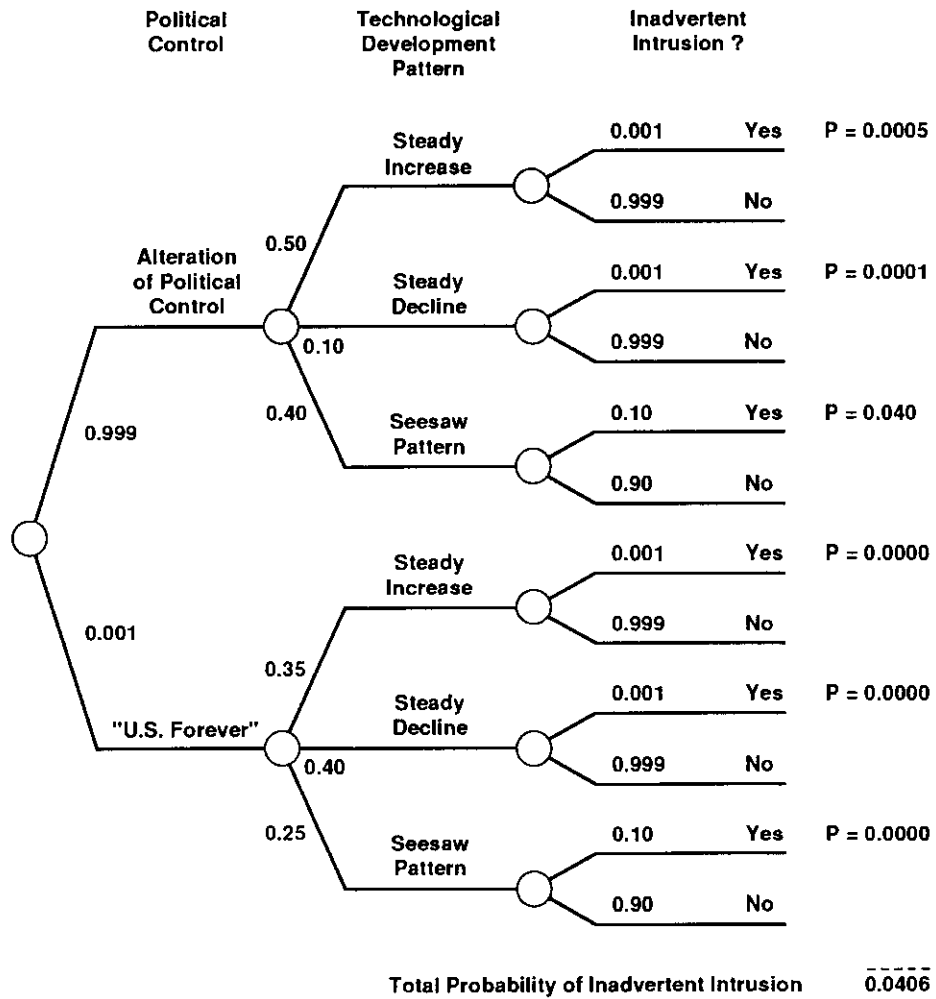 Political
Control
Technological
Development
Pattern
Inadvertent
Intrusion ?
Steady
Increase
0.001 Yes P = 0.0005
0.999 No
0.50
Alteration
of Political
Control
Steady
Decline
0.001 Yes P = 0.0001
0.10
0.999 No
0.40
Seesaw
Pattern
0.10 Yes P = 0.040
0.999
0.90 No
Steady
Increase
0.001 Yes P = 0.0000
0.001
0.999 No
0.35
"U.S. Forever"
Steady
Decline
0.001 Yes P = 0.0000
0.40
0.999 No
0.25
Seesaw
Pattern
0.10 Yes P = 0.0000
0.90 No
Total Probability of Inadvertent Intrusion 0.0406